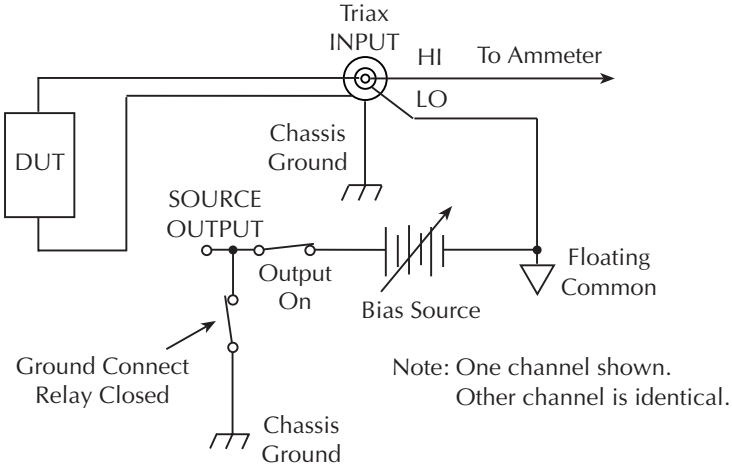 Triax
INPUT
HI
To Ammeter
LO
Chassis
Ground
DUT
SOURCE
OUTPUT
Output
On
Bias Source
Floating
Common
Ground Connect
Relay Closed
Note: One channel shown.
Other channel is identical.
Chassis
Ground